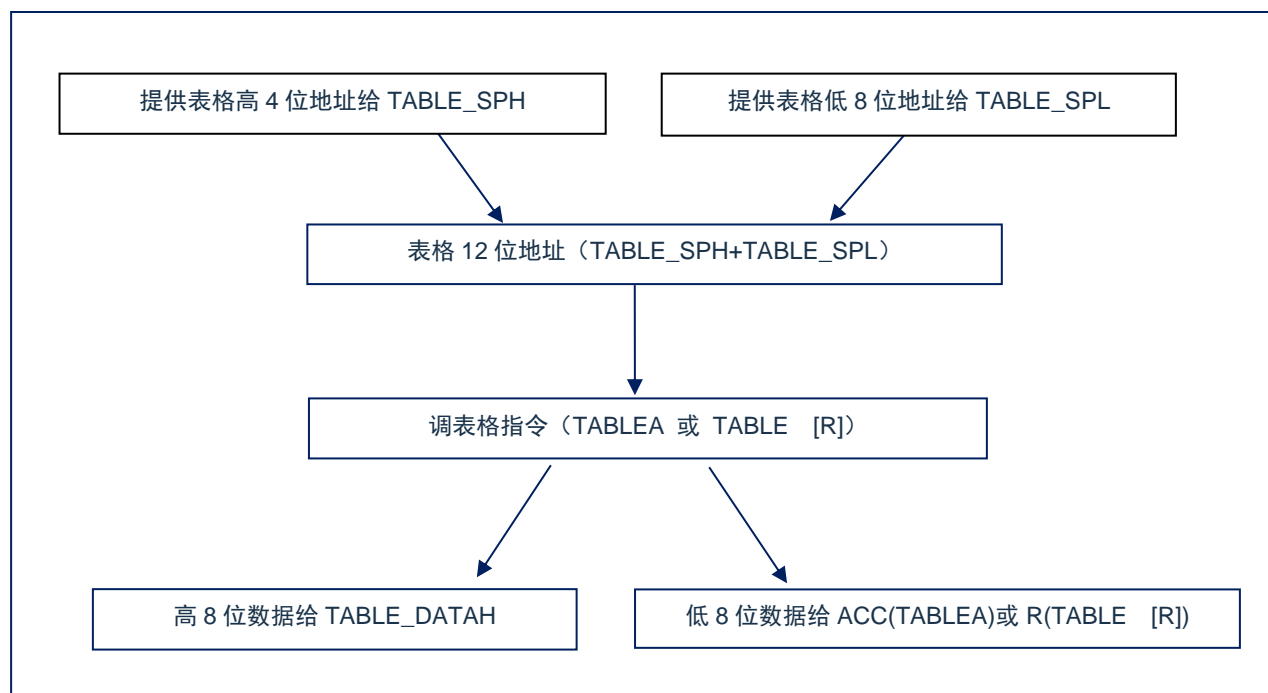 提供表格高 4 位地址给 TABLE_SPH
提供表格低 8 位地址给 TABLE_SPL
表格 12 位地址（TABLE_SPH+TABLE_SPL）
调表格指令（TABLEA 或 TABLE [R]）
高 8 位数据给 TABLE_DATAH
低 8 位数据给 ACC(TABLEA)或 R(TABLE [R])